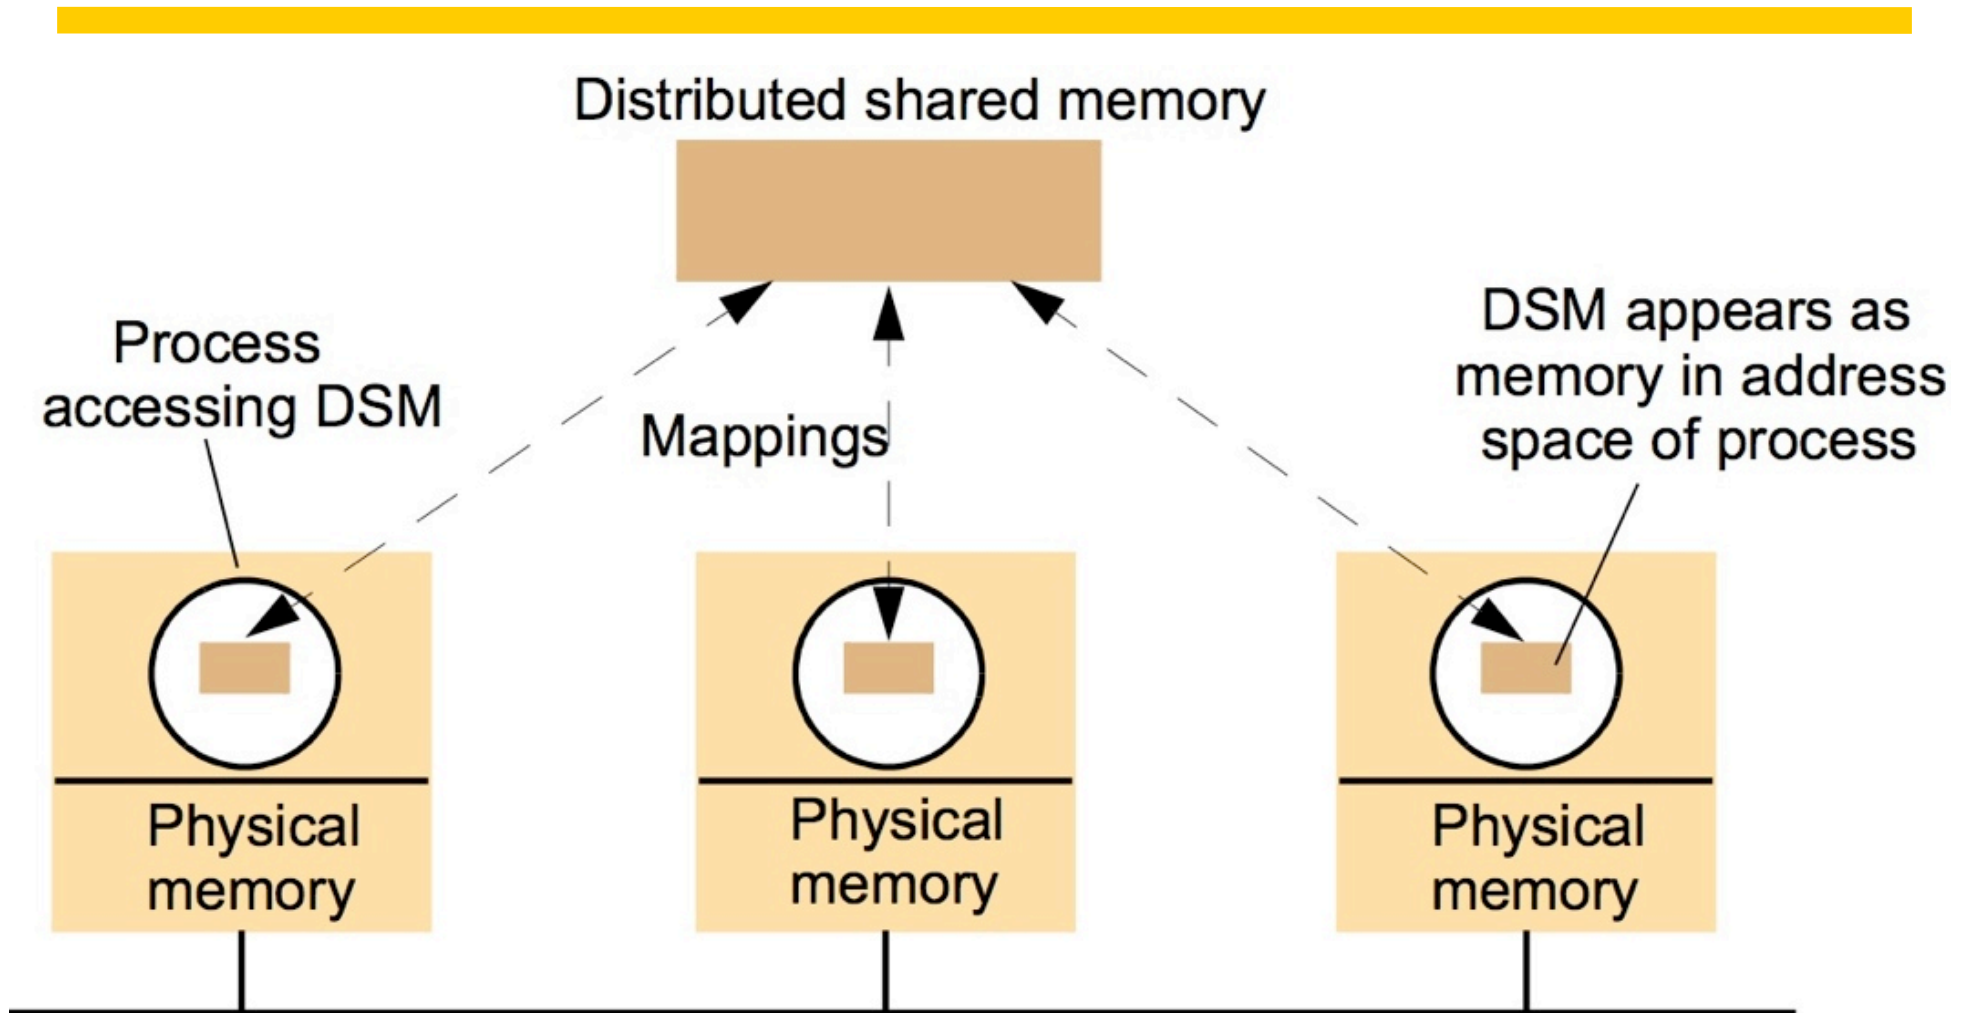 Distributed shared memory
Process
accessing DSM
Mappings
DSM appears as
memory in address
space of process
Physical
memory
Physical
memory
Physical
memory